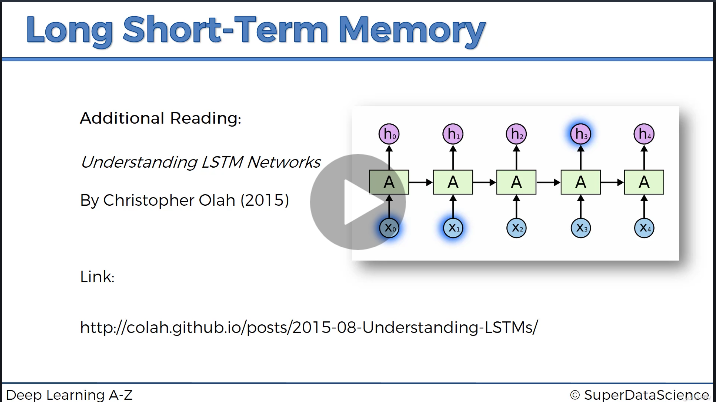 Long Short-Term Memory
Additional Reading:
Understanding LSTM Networks
By Christopher Olah (2015)
h₀ h₁ h₂ h₃ h₄
A A A A A
x₀ x₁ x₂ x₃ x₄
Link:
http://colah.github.io/posts/2015-08-Understanding-LSTMs/
Deep Learning A-Z
© SuperDataScience